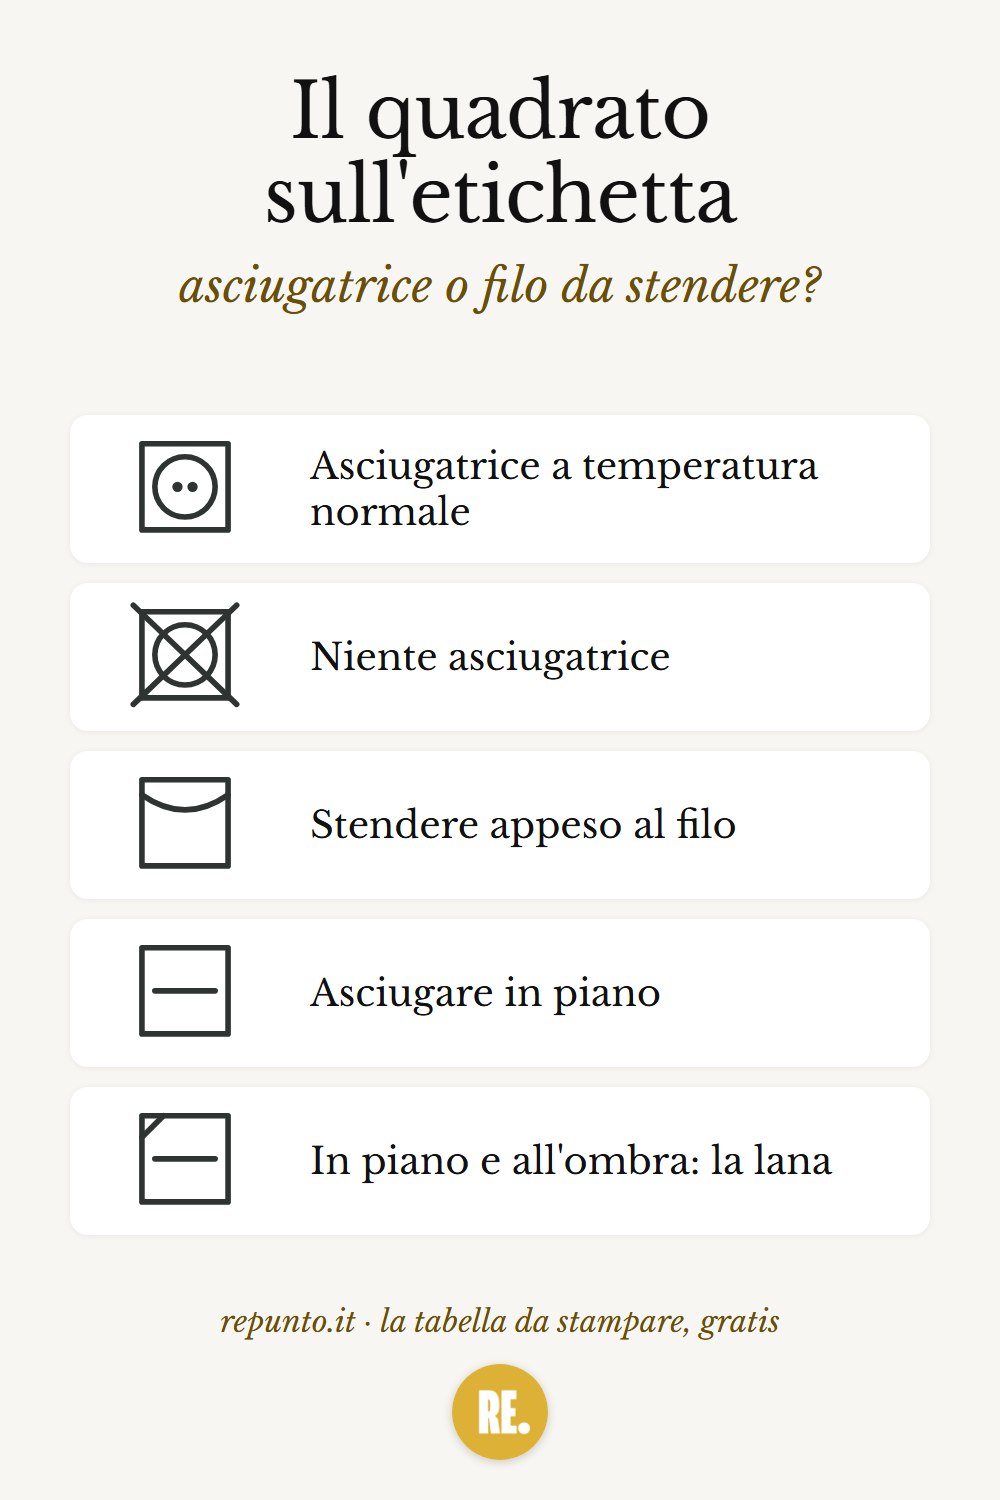 Il quadrato
sull'etichetta
asciugatrice o filo da stendere?
Asciugatrice a temperatura
normale
Niente asciugatrice
Stendere appeso al filo
Asciugare in piano
In piano e all'ombra: la lana
repunto.it · la tabella da stampare, gratis
RE.